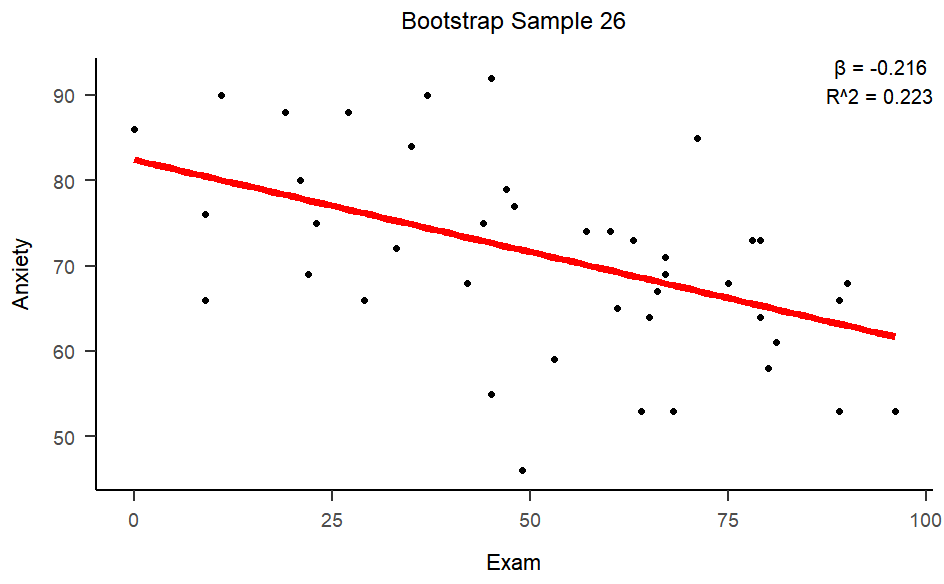 Bootstrap Sample 26
β = -0.216
R^2 = 0.223
90
80
70
60
50
Anxiety
0 25 50 75 100
Exam